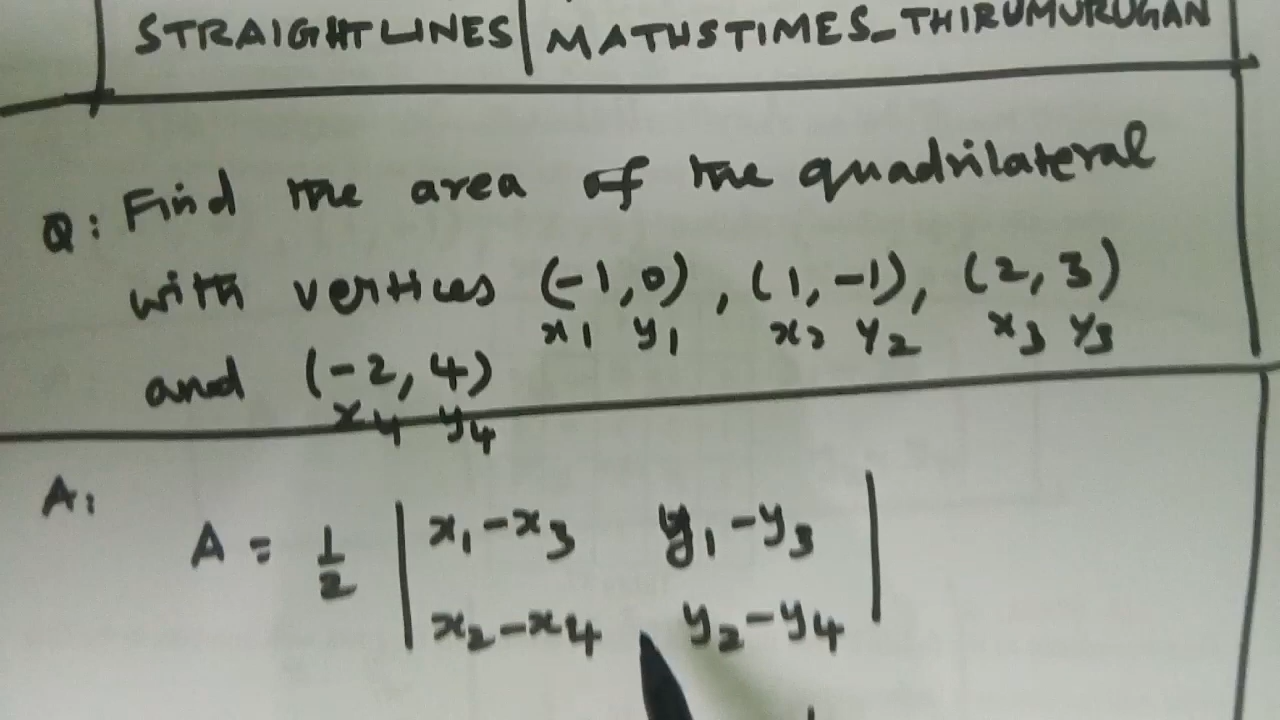 STRAIGHTLINES | MATHSTIMES_THIRUMURUGAN
Q: Find the area of the quadrilateral
with vertices (-1,0), (1,-1), (2,3)
x1 y1 x2 y2 x3 y3
and (-2,4)
x4 y4
A:
A = 1/2 | x1-x3 y1-y3 |
| x2-x4 y2-y4 |